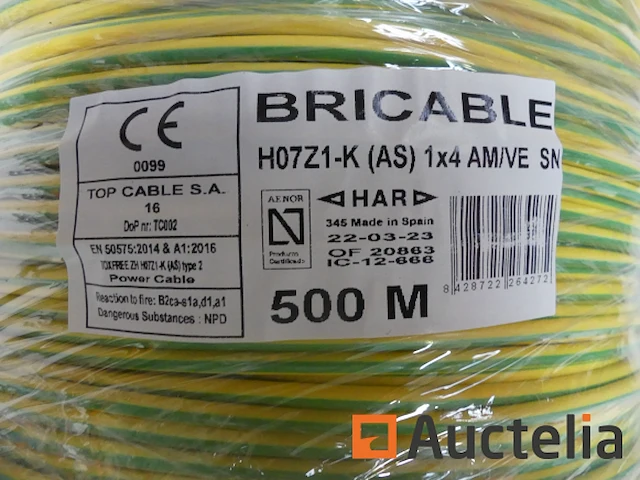 CE
0099
TOP CABLE S.A.
16
DoP nr: TC002
EN 50575:2014 & A1:2016
TOXFREE ZH H07Z1-K (AS) type 2
Power Cable
Reaction to fire: B2ca-s1a,d1,a1
Dangerous Substances : NPD
BRICABLE
H07Z1-K (AS) 1x4 AM/VE SN
AENOR
N
Producto
Certificado
HAR
345 Made in Spain
22-03-23
OF 20863
IC-12-666
500 M
8 428722 264272
Auctelia